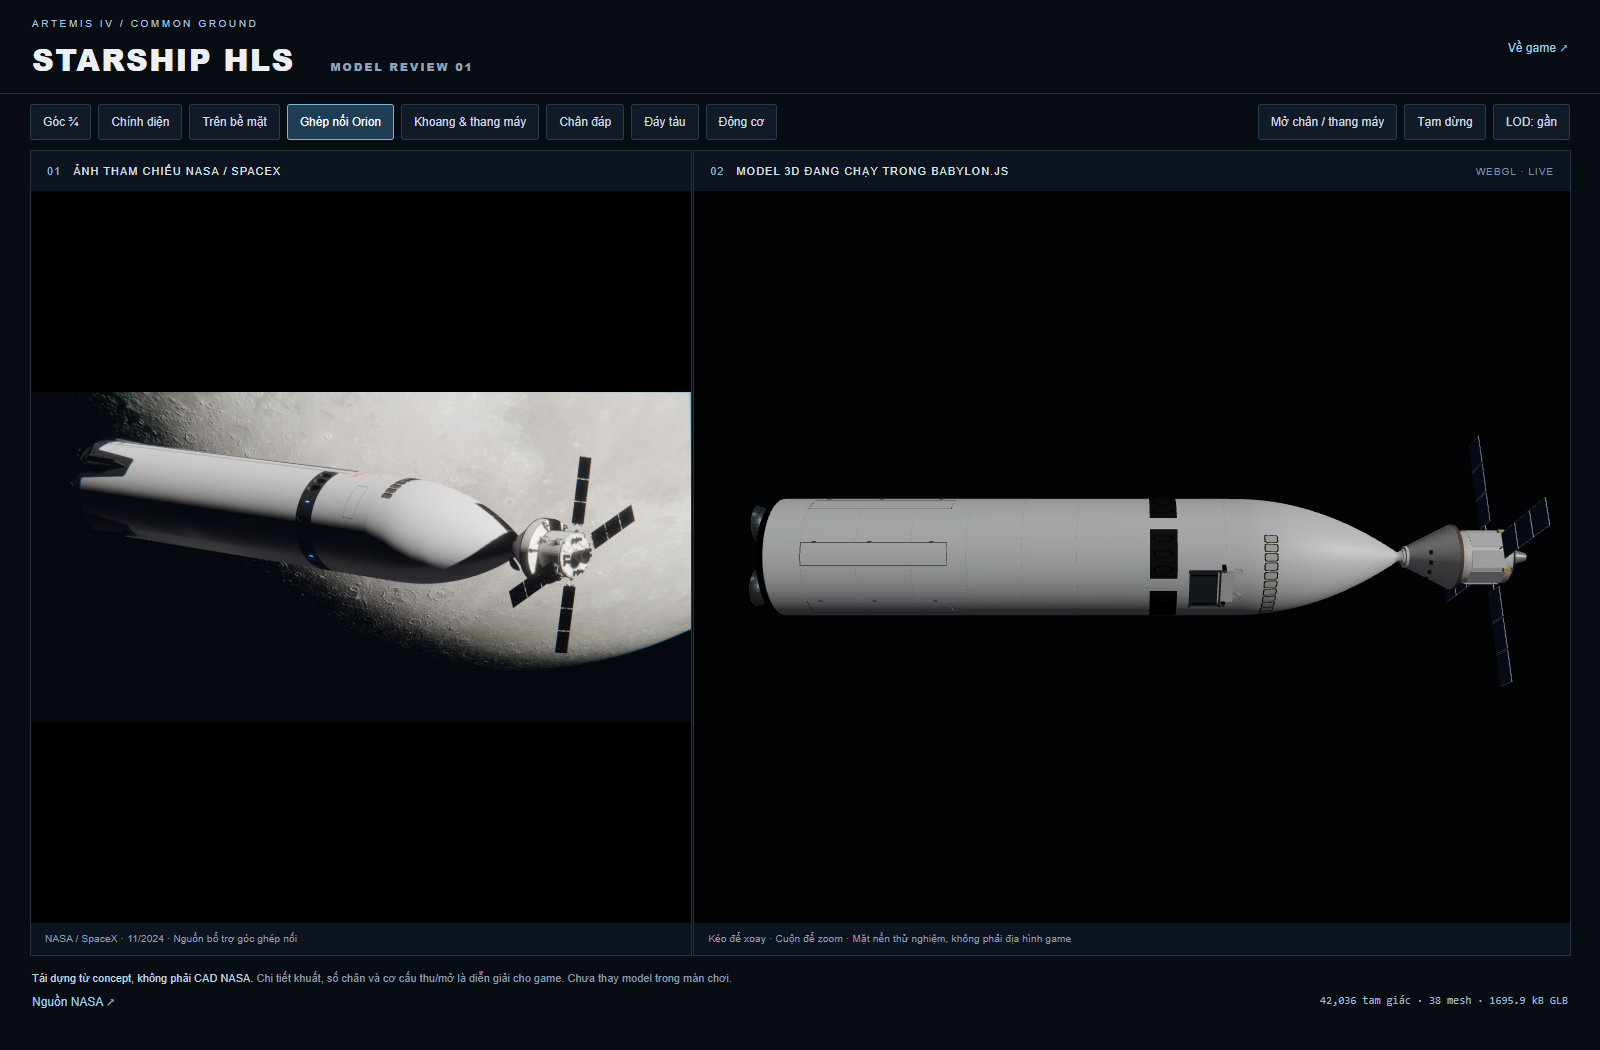 ARTEMIS IV / COMMON GROUND
STARSHIP HLS
MODEL REVIEW 01
Về game ↗
Góc ¾
Chính diện
Trên bề mặt
Ghép nối Orion
Khoang & thang máy
Chân đáp
Đáy tàu
Động cơ
Mở chân / thang máy
Tạm dừng
LOD: gần
01 ẢNH THAM CHIẾU NASA / SPACEX
02 MODEL 3D ĐANG CHẠY TRONG BABYLON.JS
WEBGL · LIVE
NASA / SpaceX · 11/2024 · Nguồn bổ trợ góc ghép nối
Kéo để xoay · Cuộn để zoom · Mặt nền thử nghiệm, không phải địa hình game
Tái dựng từ concept, không phải CAD NASA. Chi tiết khuất, số chân và cơ cấu thu/mở là diễn giải cho game. Chưa thay model trong màn chơi.
Nguồn NASA ↗
42,036 tam giác · 38 mesh · 1695.9 kB GLB